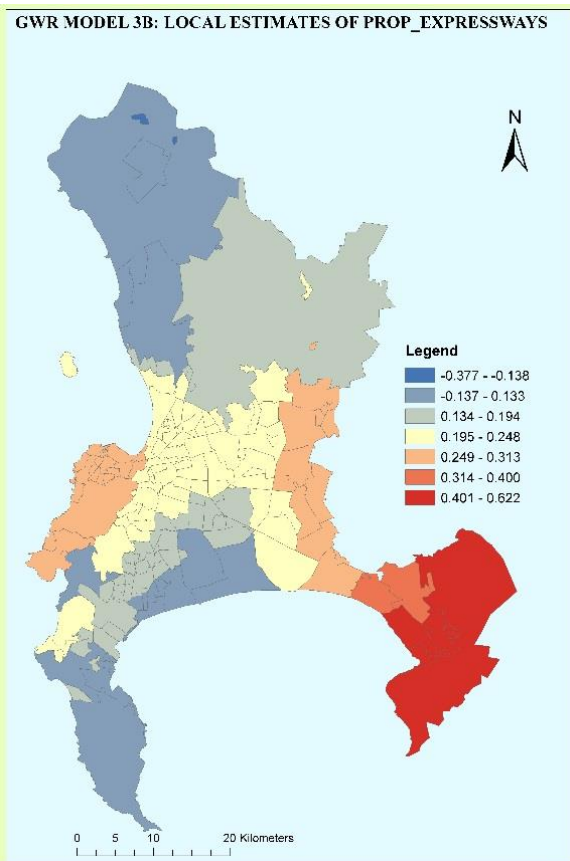 GWR MODEL 3B: LOCAL ESTIMATES OF PROP_EXPRESSWAYS
N
Legend
-0.377 - -0.138
-0.137 - 0.133
0.134 - 0.194
0.195 - 0.248
0.249 - 0.313
0.314 - 0.400
0.401 - 0.622
0 5 10 20 Kilometers